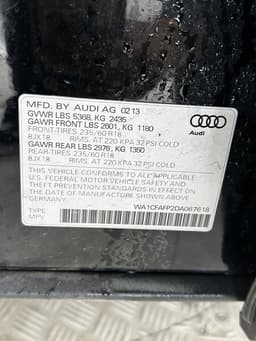 MFD. BY AUDI AG 02 13
GVWR LBS 5368, KG 2435
GAWR FRONT LBS 2601, KG 1180
FRONT-TIRES 235/60 R18
8JX18 RIMS. AT 220 KPA 32 PSI COLD
GAWR REAR LBS 2976, KG 1350
REAR-TIRES 235/60 R18
8JX18 RIMS. AT 220 KPA 32 PSI COLD
Audi
THIS VEHICLE CONFORMS TO ALL APPLICABLE
U.S. FEDERAL MOTOR VEHICLE SAFETY AND
THEFT PREVENTION STANDARDS IN EFFECT ON
THE DATE OF MANUFACTURE SHOWN ABOVE
GERMANY.
WA1CFAFP2DA067618
TYPE:
MPV